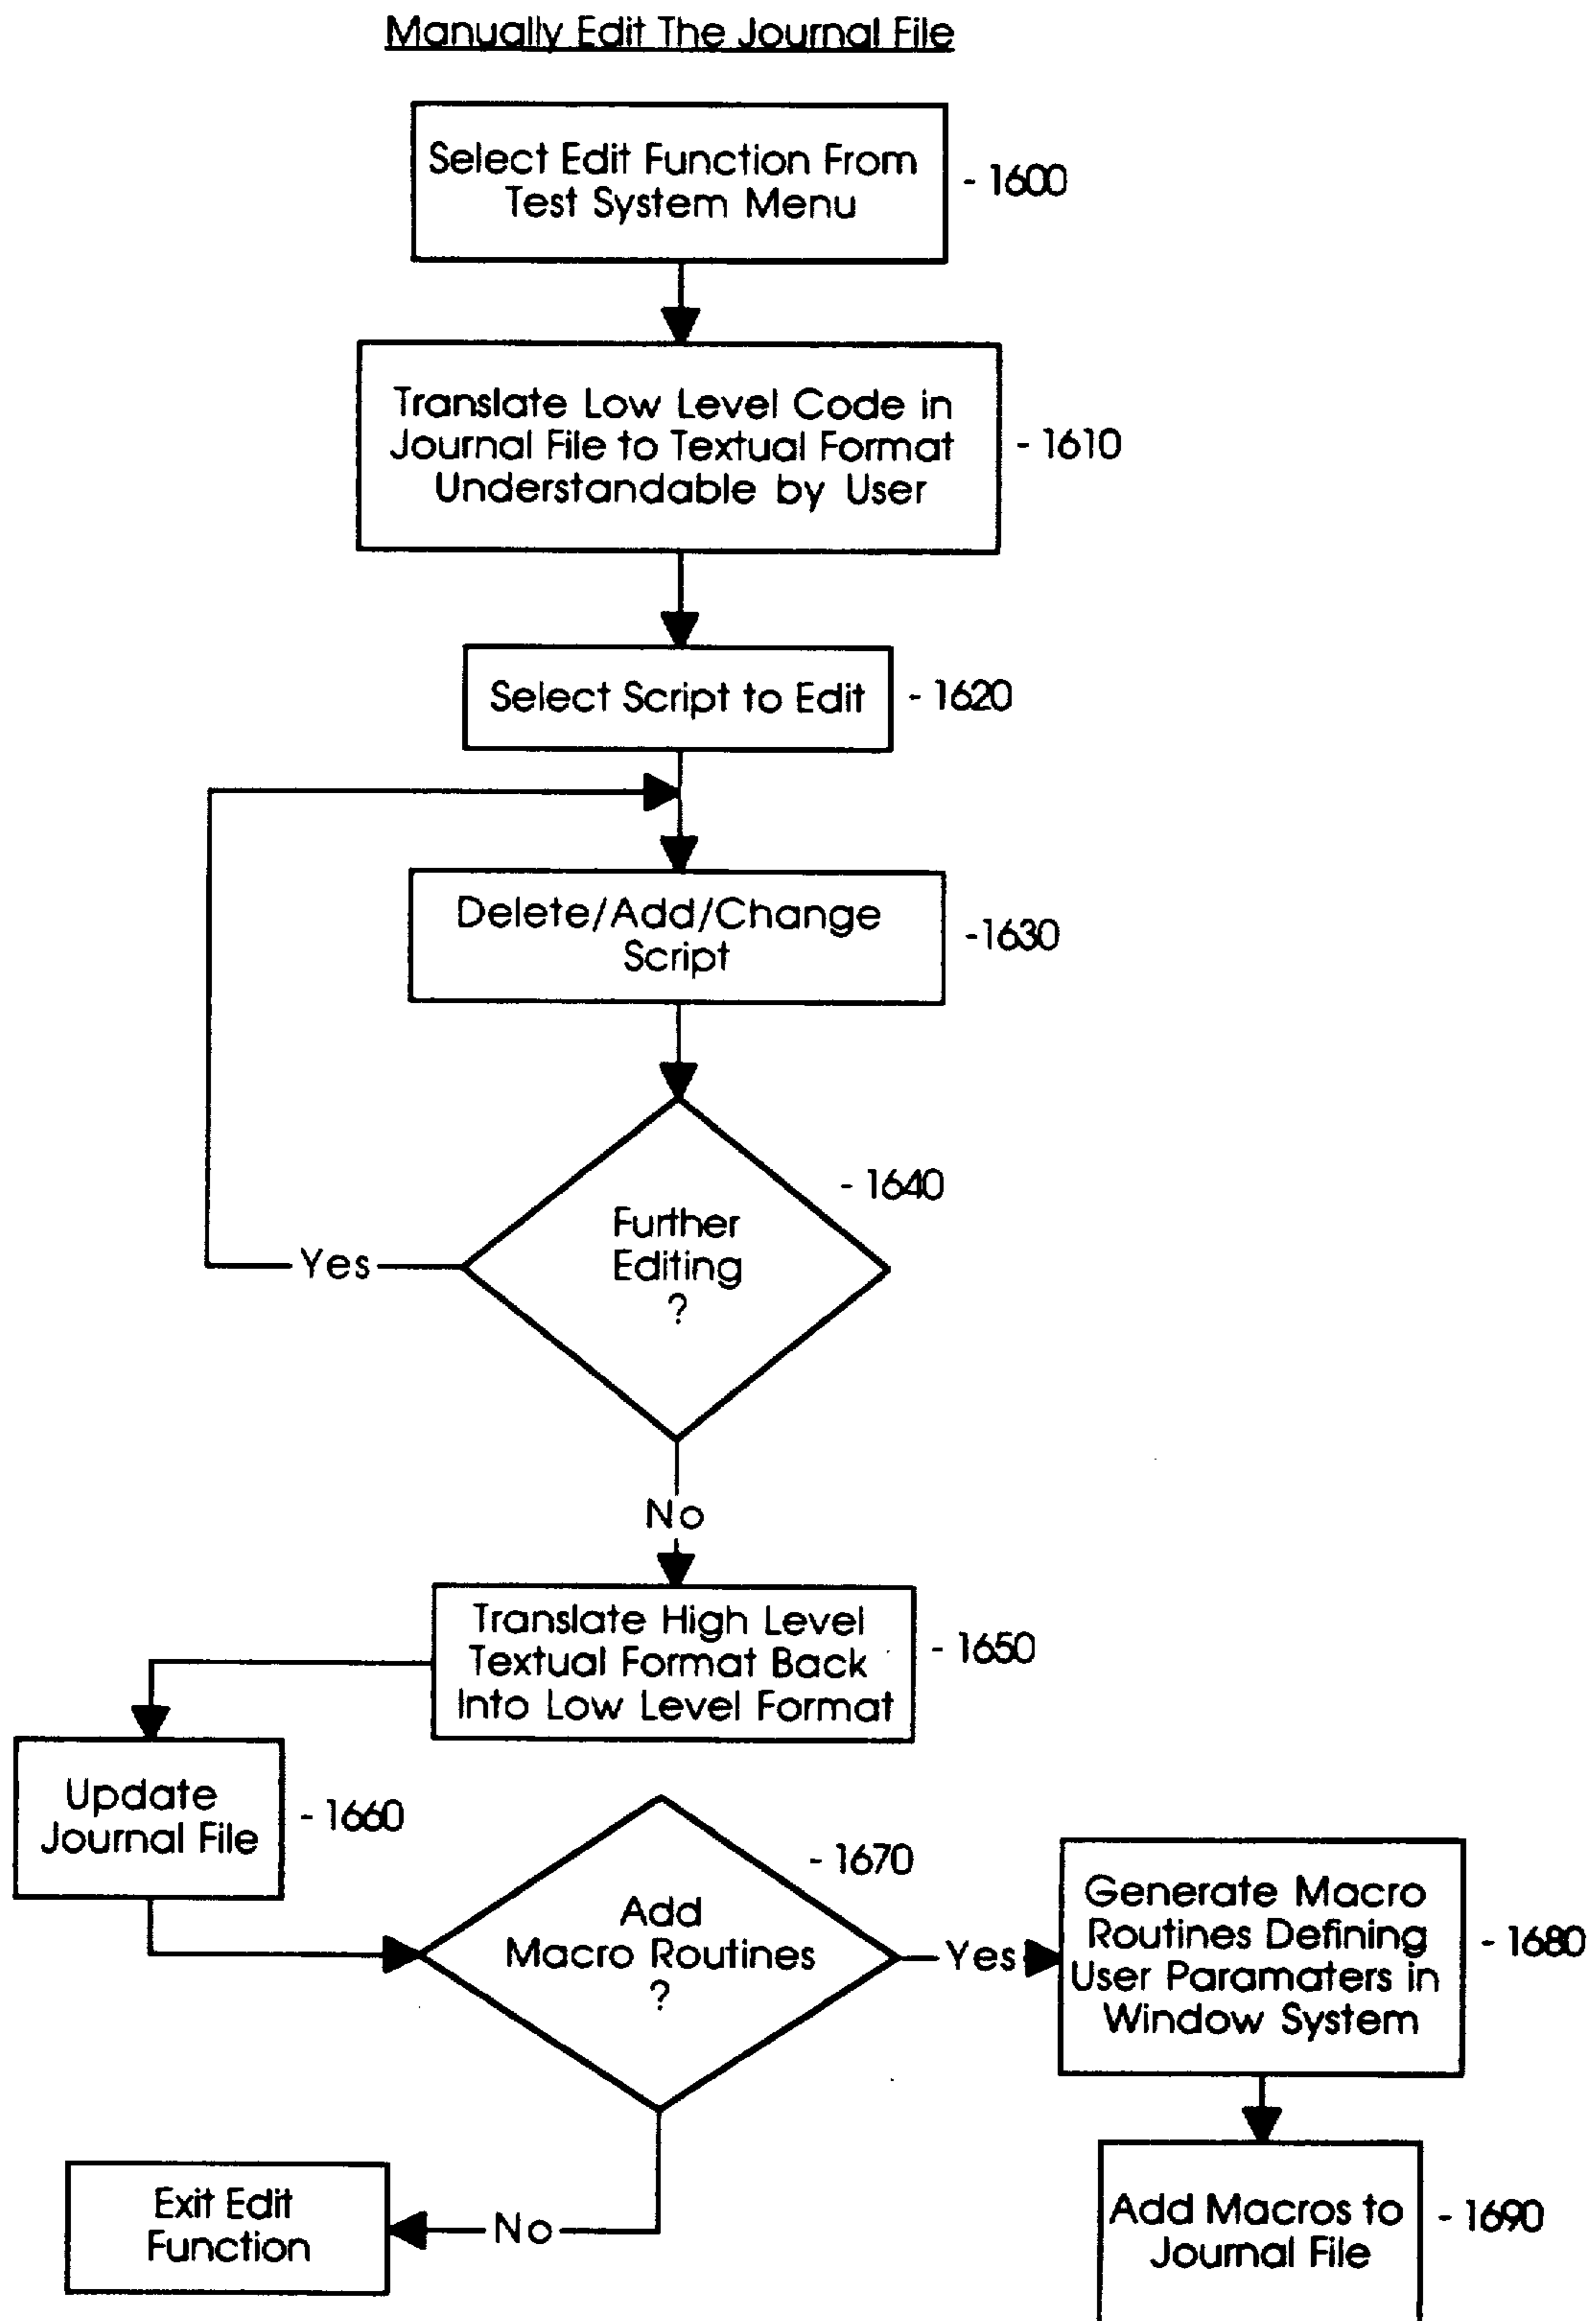 Manually Edit The Journal File
Select Edit Function From
Test System Menu
- 1600
Translate Low Level Code in
Journal File to Textual Format
Understandable by User
- 1610
Select Script to Edit
- 1620
Delete/Add/Change
Script
-1630
- 1640
Further
Editing
?
Yes
No
Translate High Level
Textual Format Back
Into Low Level Format
- 1650
Update
Journal File
- 1660
- 1670
Add
Macro Routines
?
Yes
Generate Macro
Routines Defining
User Paramaters in
Window System
- 1680
Exit Edit
Function
No
Add Macros to
Journal File
- 1690